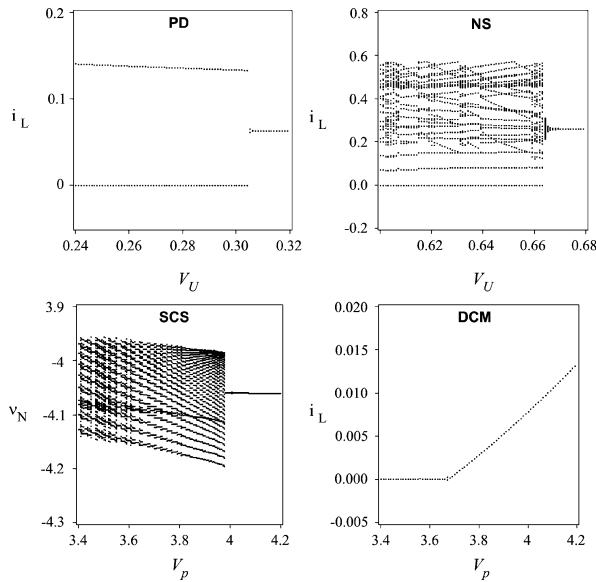 PD
0.2
0.1
0
i L
0.24 0.26 0.28 0.30 0.32
V U
NS
0.8
0.6
0.4
0.2
0.0
-0.2
i L
0.62 0.64 0.66 0.68
V U
SCS
3.9
-4
-4.1
-4.2
-4.3
ν N
3.4 3.6 3.8 4 4.2
V p
DCM
0.020
0.015
0.010
0.005
0.000
-0.005
i L
3.4 3.6 3.8 4.0 4.2
V p